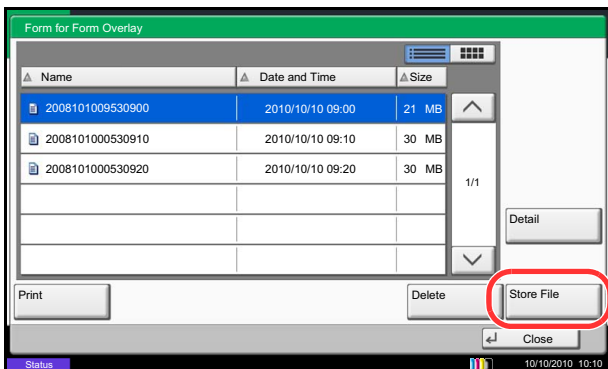 Form for Form Overlay
Name Date and Time Size
2008101009530900 2010/10/10 09:00 21 MB
2008101000530910 2010/10/10 09:10 30 MB
2008101000530920 2010/10/10 09:20 30 MB
1/1
Detail
Print Delete Store File
Close
Status 10/10/2010 10:10